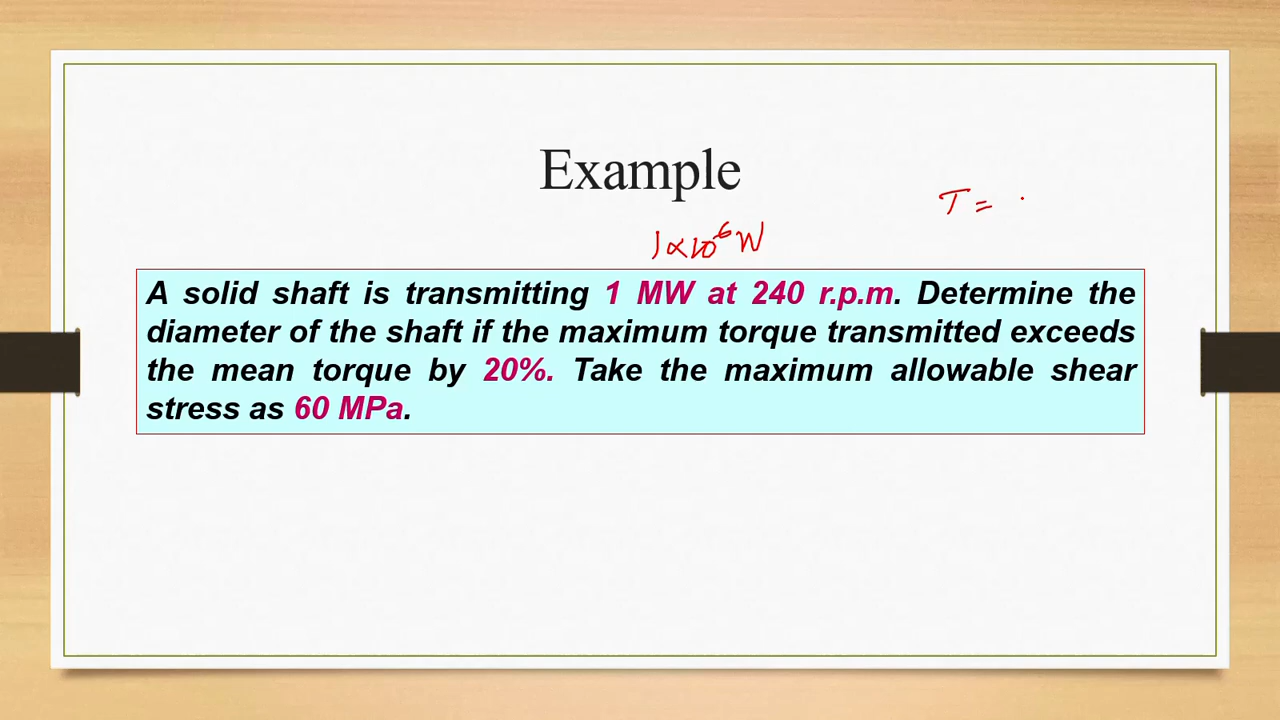 Example
T = .
1×10⁶ W
A solid shaft is transmitting 1 MW at 240 r.p.m. Determine the
diameter of the shaft if the maximum torque transmitted exceeds
the mean torque by 20%. Take the maximum allowable shear
stress as 60 MPa.